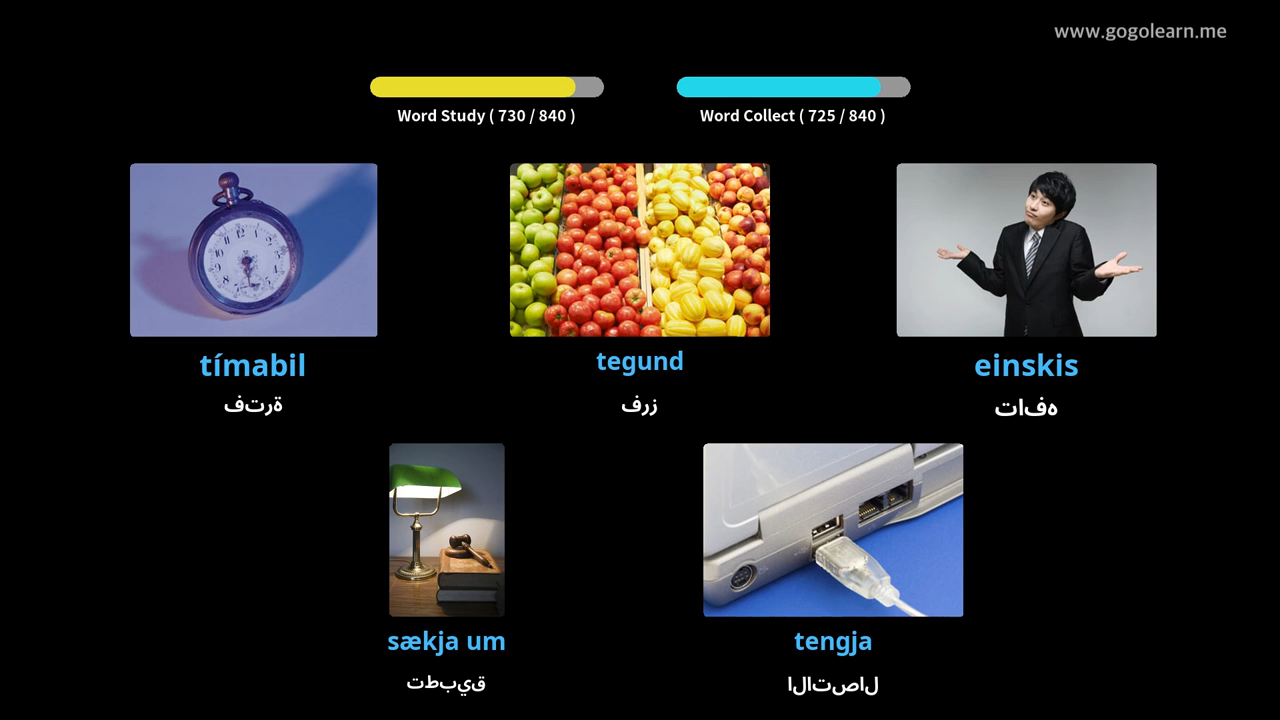 www.gogolearn.me
Word Study ( 730 / 840 )
Word Collect ( 725 / 840 )
tímabil
فترة
tegund
فرز
einskis
تافه
sækja um
تطبيق
tengja
الاتصال